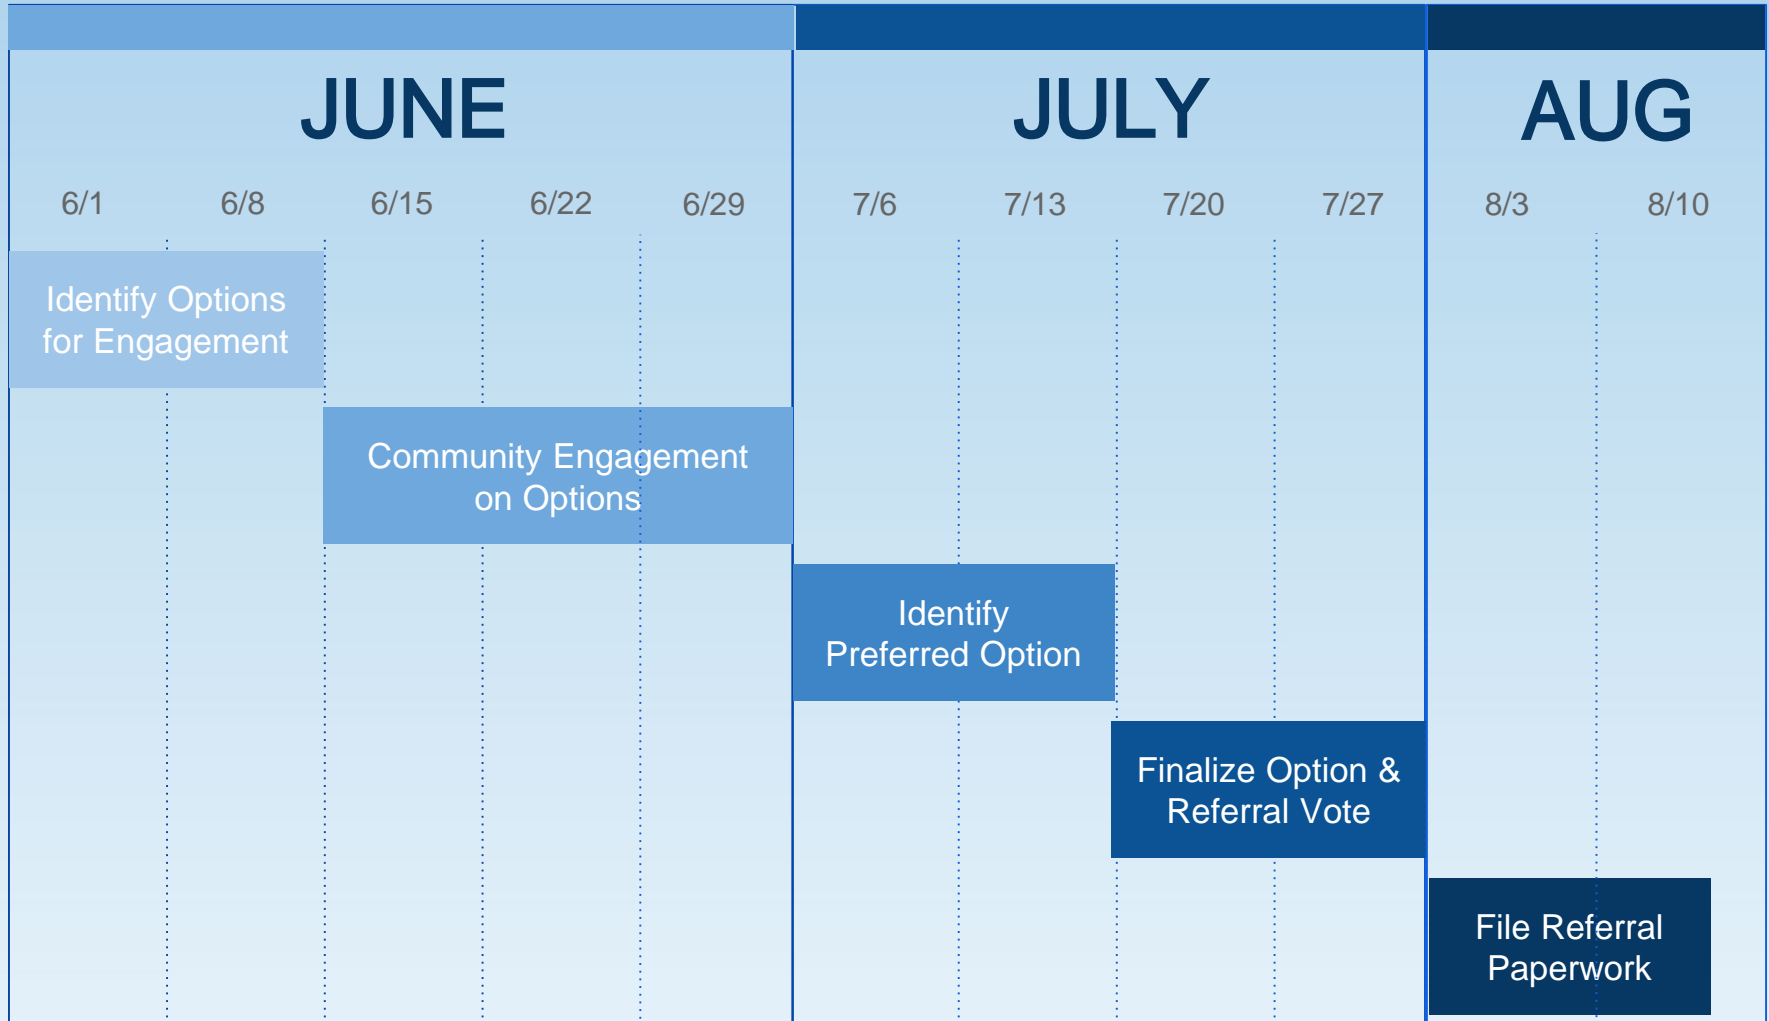 JUNE JULY AUG
6/1 6/8 6/15 6/22 6/29 7/6 7/13 7/20 7/27 8/3 8/10
Identify Options
for Engagement
Community Engagement
on Options
Identify
Preferred Option
Finalize Option &
Referral Vote
File Referral
Paperwork